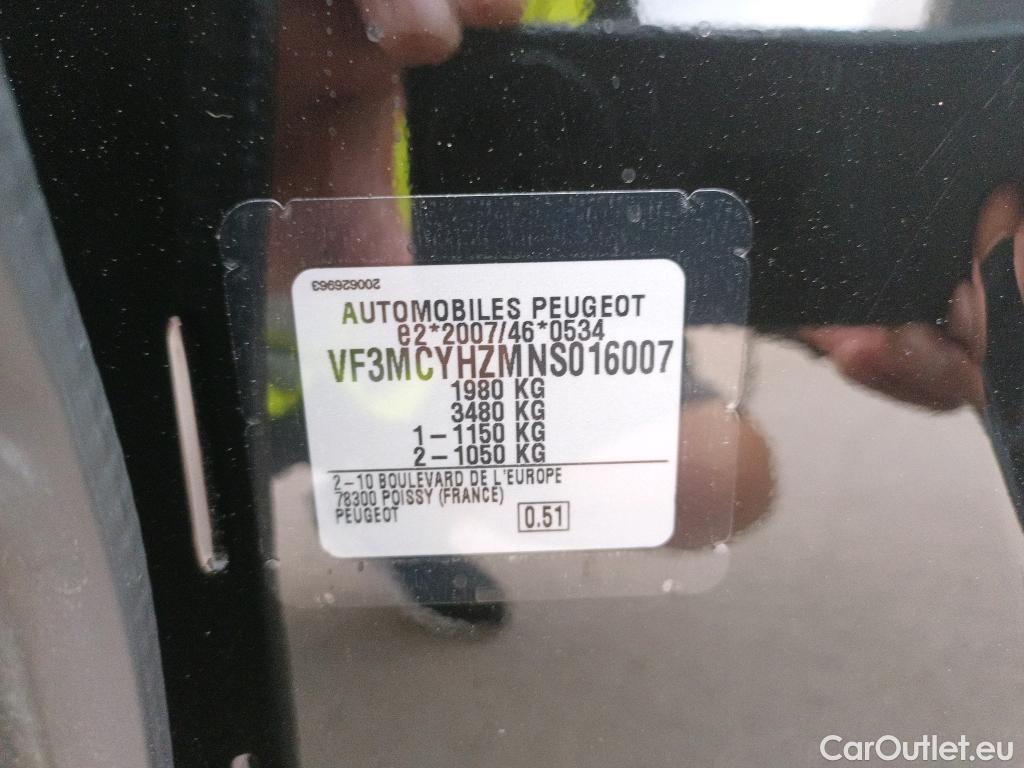 200626963
AUTOMOBILES PEUGEOT
e2*2007/46*0534
VF3MCYHZMNS016007
1980 KG
3480 KG
1 – 1150 KG
2 – 1050 KG
2 – 10 BOULEVARD DE L'EUROPE
78300 POISSY (FRANCE)
PEUGEOT
0.51
CarOutlet.eu